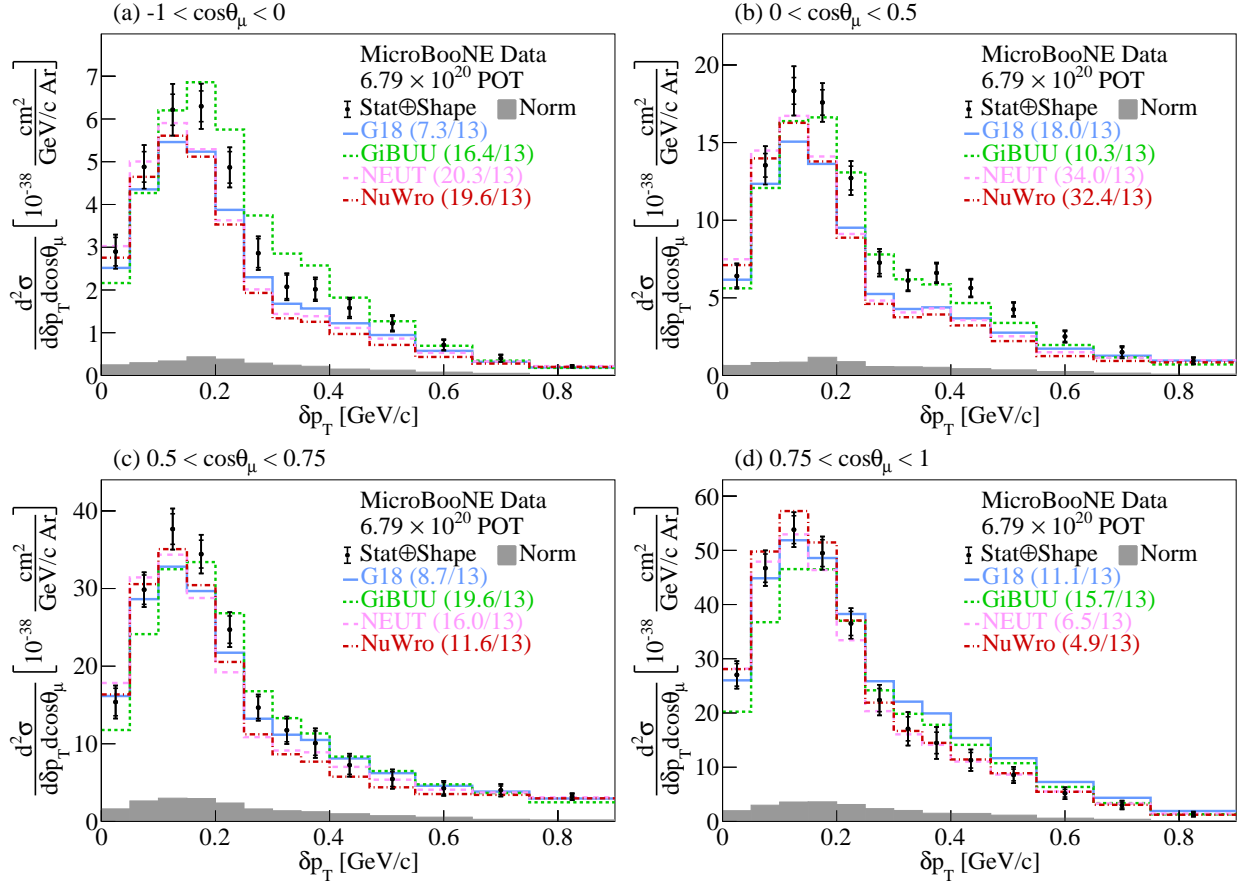 (a) -1 < cosθμ < 0
MicroBooNE Data
6.79 × 10^20 POT
Stat⊕Shape Norm
G18 (7.3/13)
GiBUU (16.4/13)
NEUT (20.3/13)
NuWro (19.6/13)
7
6
5
4
3
2
1
0
d²σ/dδp_T dcosθμ [10^-38 cm²/GeV/c Ar]
0 0.2 0.4 0.6 0.8
δp_T [GeV/c]
(b) 0 < cosθμ < 0.5
MicroBooNE Data
6.79 × 10^20 POT
Stat⊕Shape Norm
G18 (18.0/13)
GiBUU (10.3/13)
NEUT (34.0/13)
NuWro (32.4/13)
20
15
10
5
0
d²σ/dδp_T dcosθμ [10^-38 cm²/GeV/c Ar]
0 0.2 0.4 0.6 0.8
δp_T [GeV/c]
(c) 0.5 < cosθμ < 0.75
MicroBooNE Data
6.79 × 10^20 POT
Stat⊕Shape Norm
G18 (8.7/13)
GiBUU (19.6/13)
NEUT (16.0/13)
NuWro (11.6/13)
40
30
20
10
0
d²σ/dδp_T dcosθμ [10^-38 cm²/GeV/c Ar]
0 0.2 0.4 0.6 0.8
δp_T [GeV/c]
(d) 0.75 < cosθμ < 1
MicroBooNE Data
6.79 × 10^20 POT
Stat⊕Shape Norm
G18 (11.1/13)
GiBUU (15.7/13)
NEUT (6.5/13)
NuWro (4.9/13)
60
50
40
30
20
10
0
d²σ/dδp_T dcosθμ [10^-38 cm²/GeV/c Ar]
0 0.2 0.4 0.6 0.8
δp_T [GeV/c]